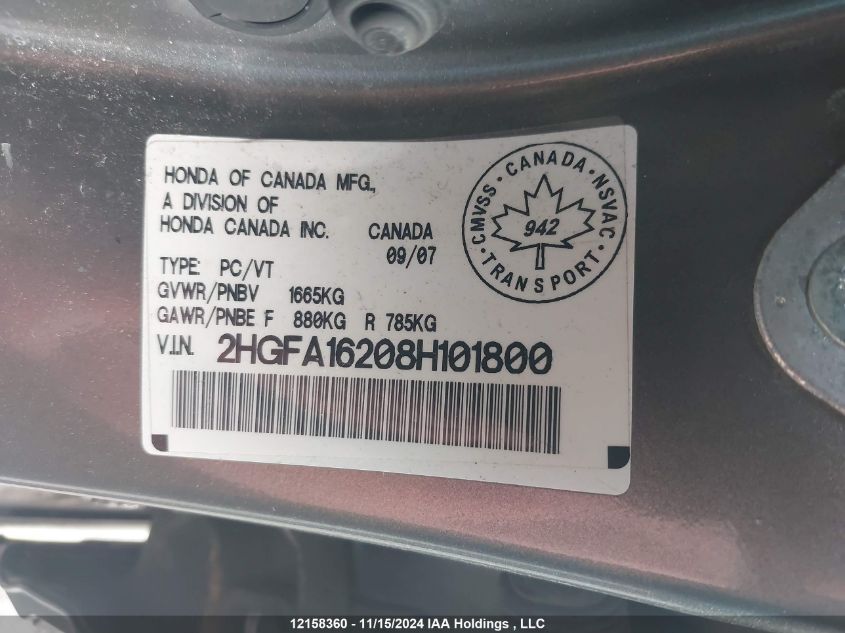 HONDA OF CANADA MFG.,
A DIVISION OF
HONDA CANADA INC. CANADA
09/07
TYPE: PC/VT
GVWR/PNBV 1665KG
GAWR/PNBE F 880KG R 785KG
V.I.N. 2HGFA16208H101800
CMVSS · CANADA · NSVAC
942
· TRANSPORT ·
12158360 - 11/15/2024 IAA Holdings , LLC